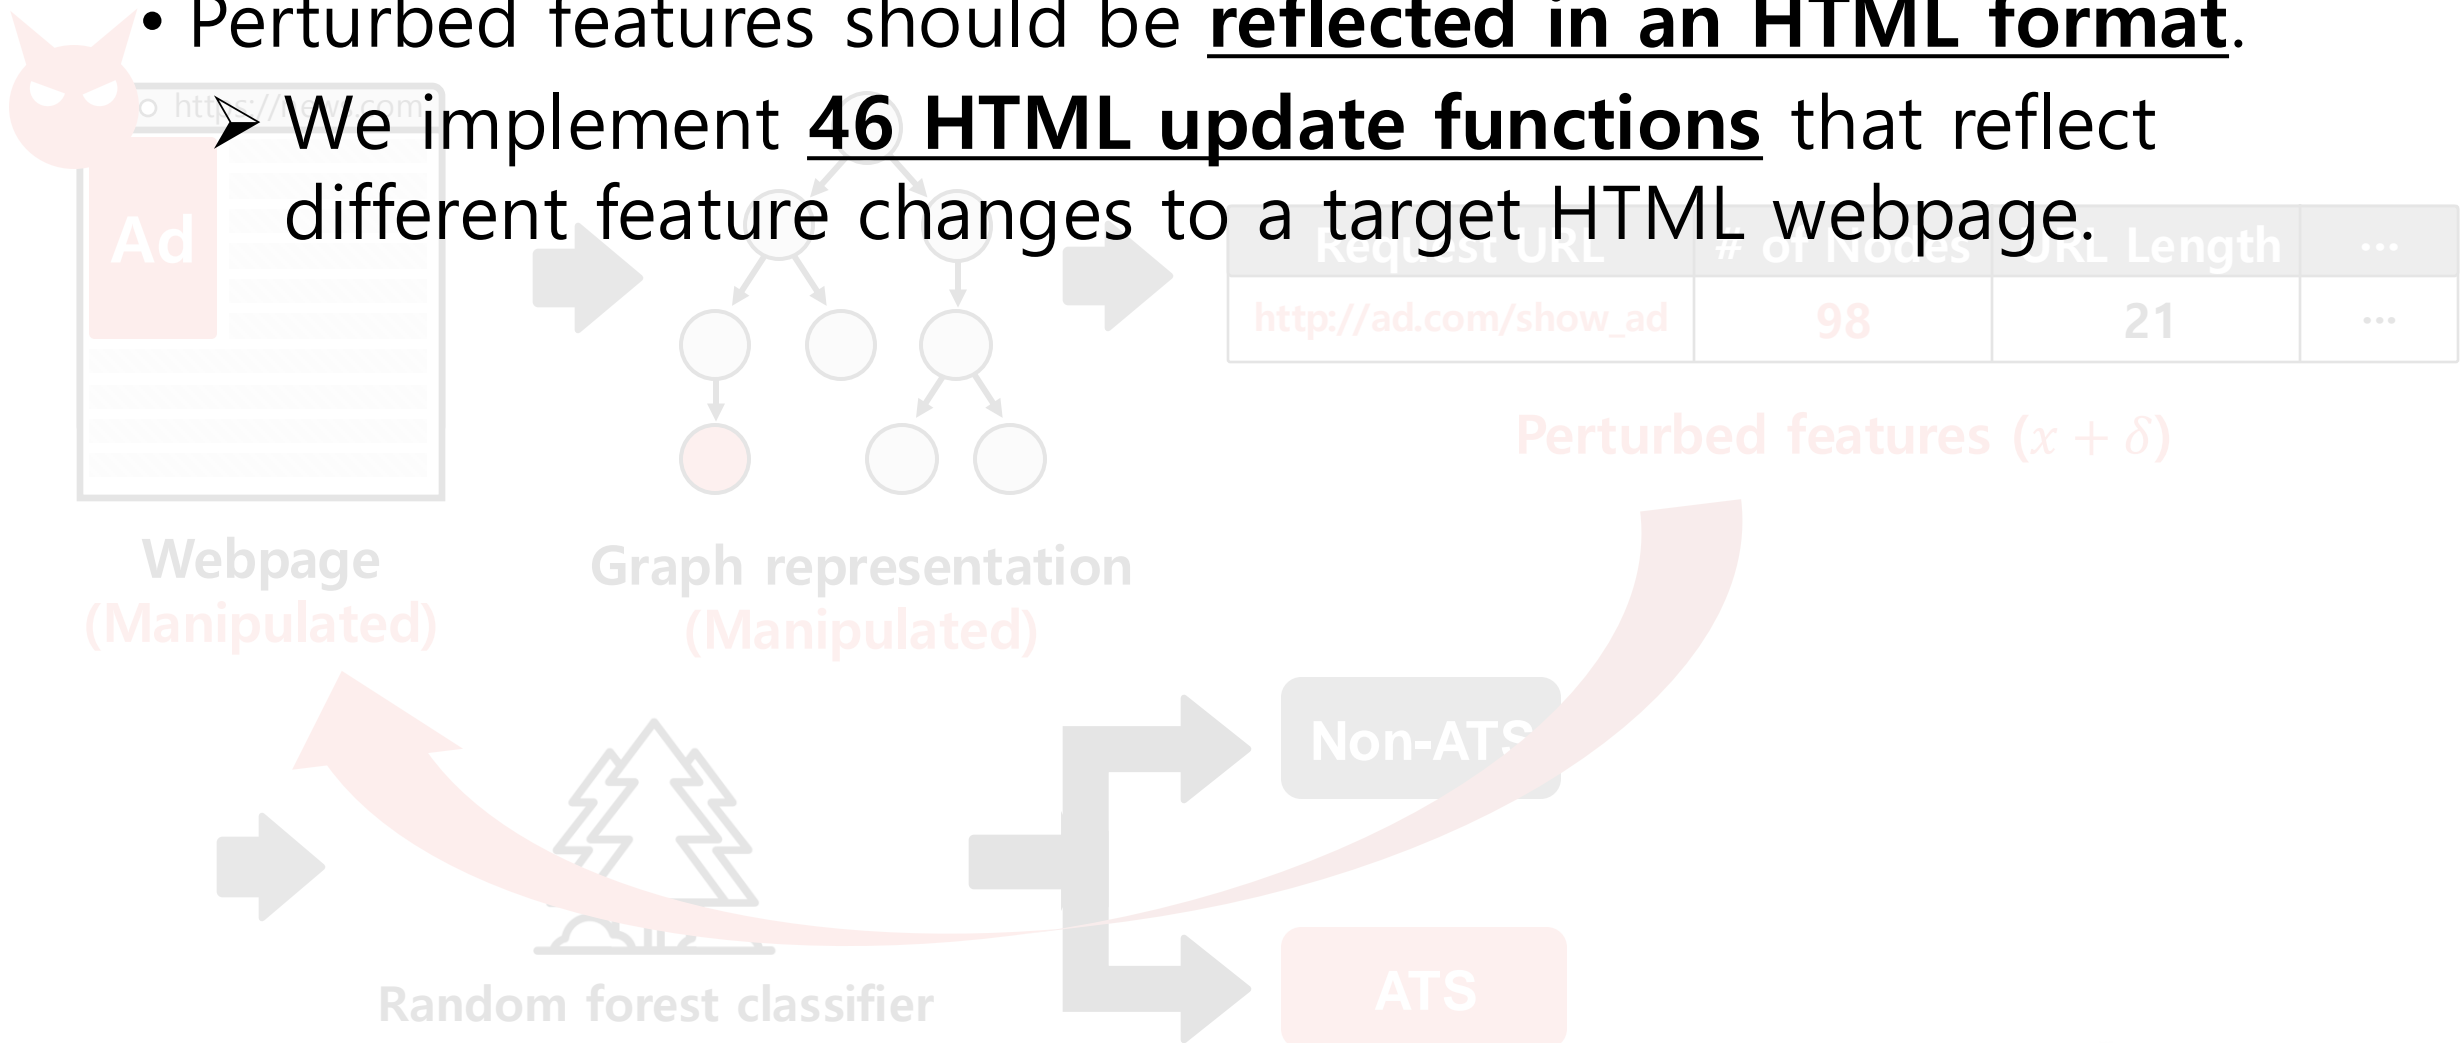 • Perturbed features should be reflected in an HTML format.
➢ We implement 46 HTML update functions that reflect
different feature changes to a target HTML webpage.
Ad
Request URL # of Nodes URL Length ...
http://ad.com/show_ad 98 21 ...
Perturbed features (x + δ)
Webpage
(Manipulated)
Graph representation
(Manipulated)
Non-ATS
Random forest classifier
ATS